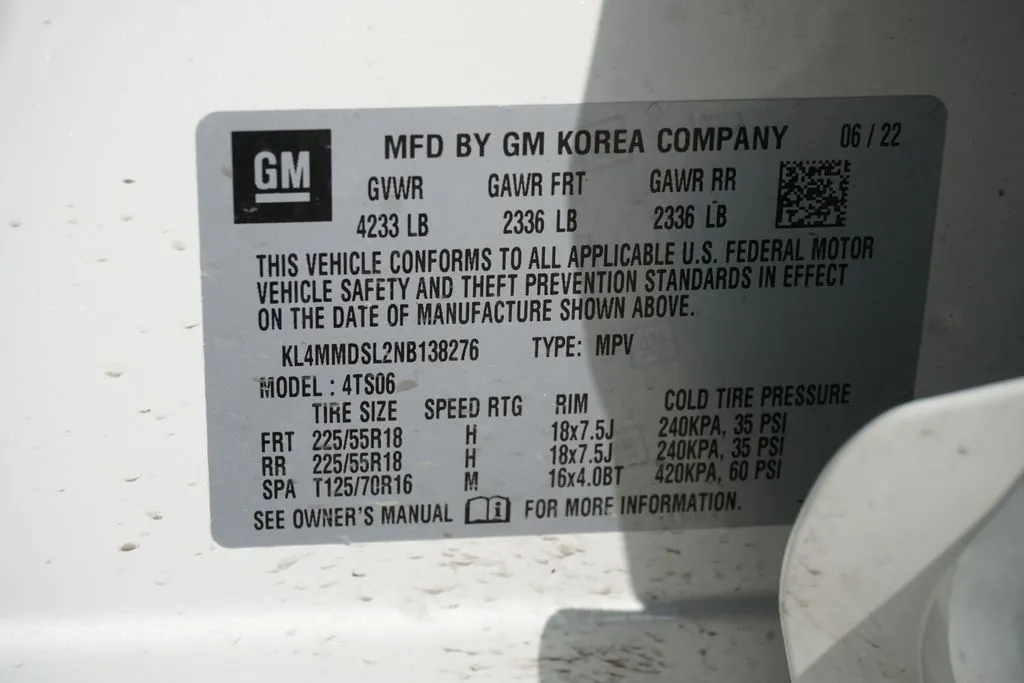 GM MFD BY GM KOREA COMPANY 06 / 22
GVWR GAWR FRT GAWR RR
4233 LB 2336 LB 2336 LB
THIS VEHICLE CONFORMS TO ALL APPLICABLE U.S. FEDERAL MOTOR
VEHICLE SAFETY AND THEFT PREVENTION STANDARDS IN EFFECT
ON THE DATE OF MANUFACTURE SHOWN ABOVE.
KL4MMDSL2NB138276 TYPE: MPV
MODEL : 4TS06
TIRE SIZE SPEED RTG RIM COLD TIRE PRESSURE
FRT 225/55R18 H 18x7.5J 240KPA, 35 PSI
RR 225/55R18 H 18x7.5J 240KPA, 35 PSI
SPA T125/70R16 M 16x4.0BT 420KPA, 60 PSI
SEE OWNER'S MANUAL i FOR MORE INFORMATION.